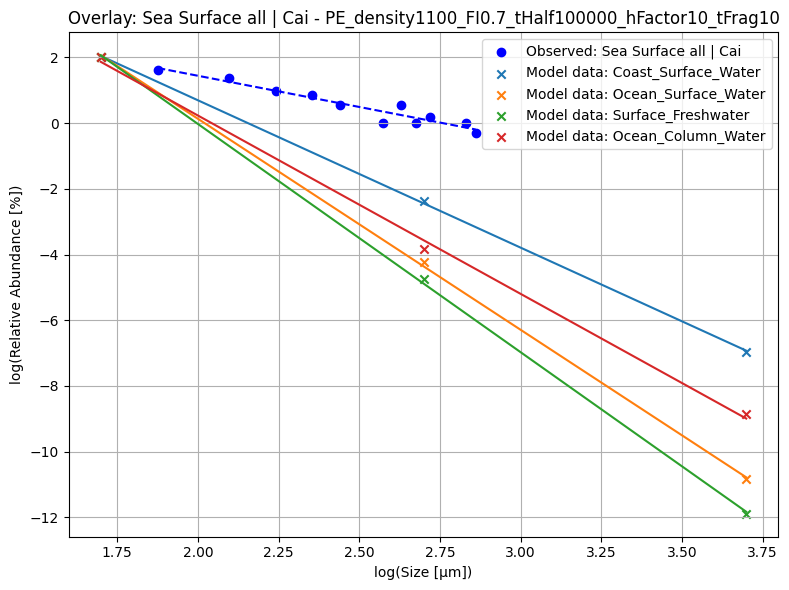 Overlay: Sea Surface all | Cai - PE_density1100_FI0.7_tHalf100000_hFactor10_tFrag10
Observed: Sea Surface all | Cai
Model data: Coast_Surface_Water
Model data: Ocean_Surface_Water
Model data: Surface_Freshwater
Model data: Ocean_Column_Water
log(Relative Abundance [%])
2
0
−2
−4
−6
−8
−10
−12
1.75
2.00
2.25
2.50
2.75
3.00
3.25
3.50
3.75
log(Size [μm])